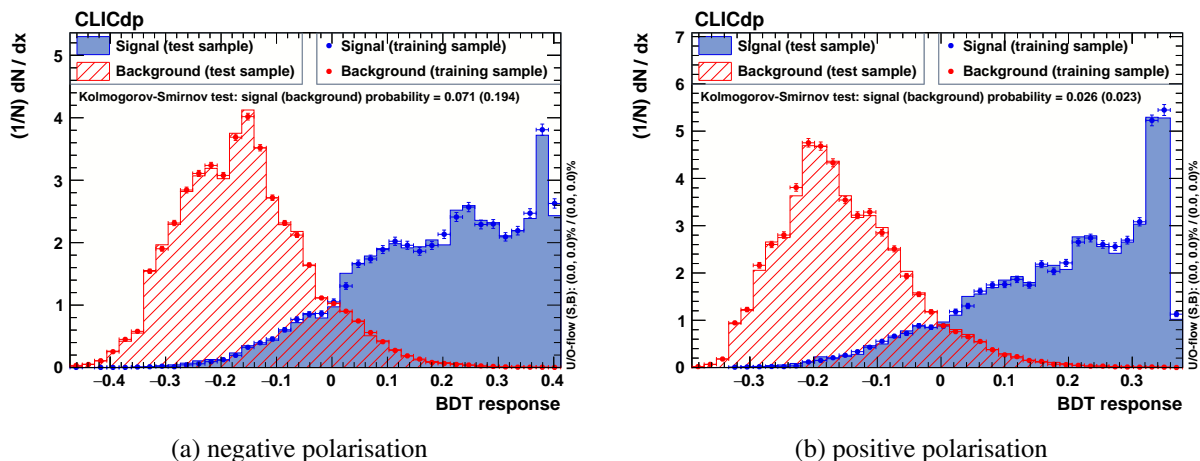 CLICdp
(1/N) dN / dx
Signal (test sample)
Signal (training sample)
Background (test sample)
Background (training sample)
Kolmogorov-Smirnov test: signal (background) probability = 0.071 (0.194)
5
4
3
2
1
0
−0.4 −0.3 −0.2 −0.1 0 0.1 0.2 0.3 0.4
BDT response
U/O-flow (S,B): (0.0, 0.0)% / (0.0, 0.0)%
(a) negative polarisation
CLICdp
(1/N) dN / dx
Signal (test sample)
Signal (training sample)
Background (test sample)
Background (training sample)
Kolmogorov-Smirnov test: signal (background) probability = 0.026 (0.023)
7
6
5
4
3
2
1
0
−0.3 −0.2 −0.1 0 0.1 0.2 0.3
BDT response
U/O-flow (S,B): (0.0, 0.0)% / (0.0, 0.0)%
(b) positive polarisation